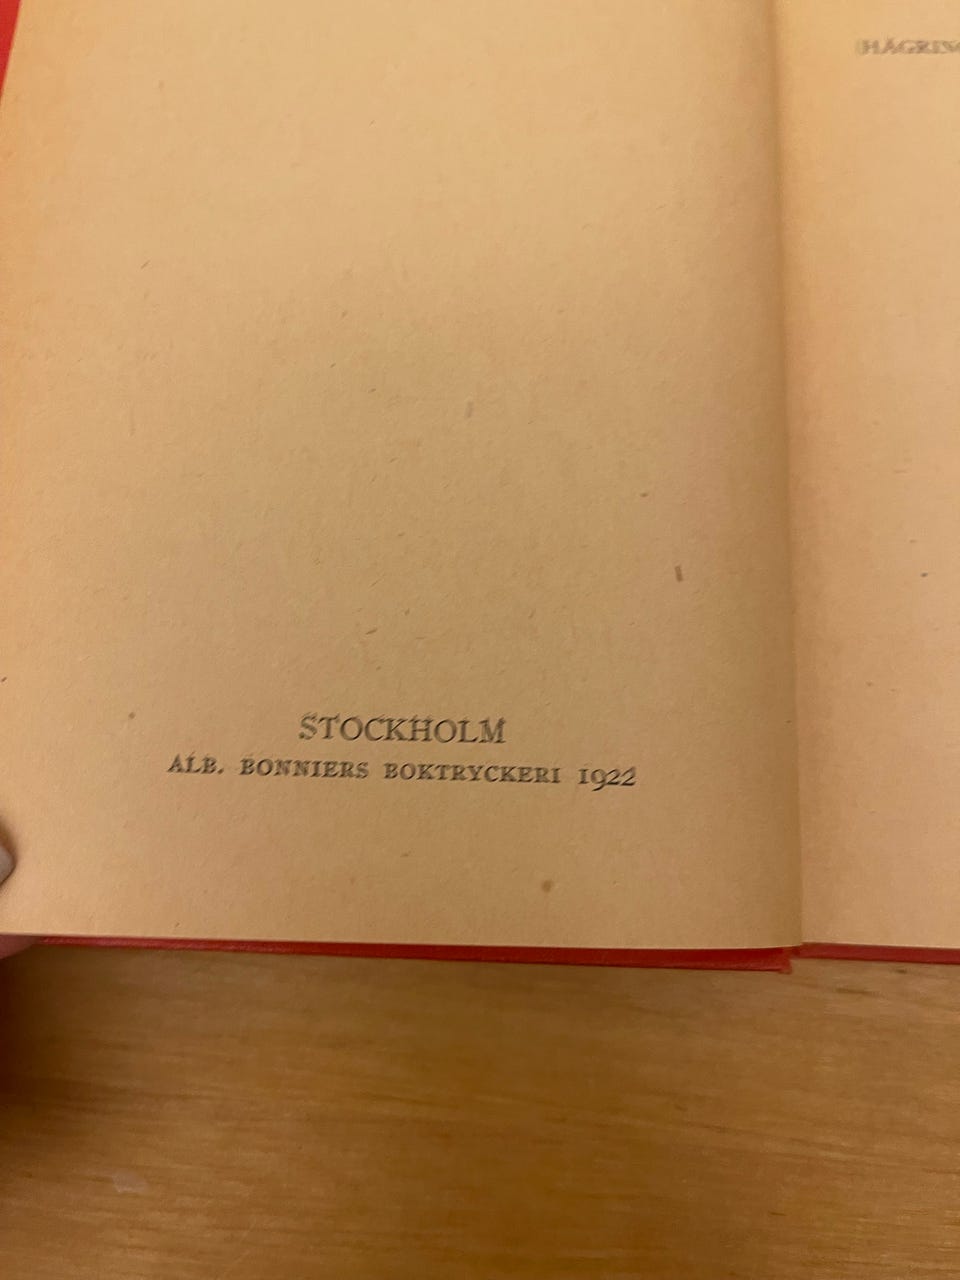 STOCKHOLM
ALB. BONNIERS BOKTRYCKERI 1922